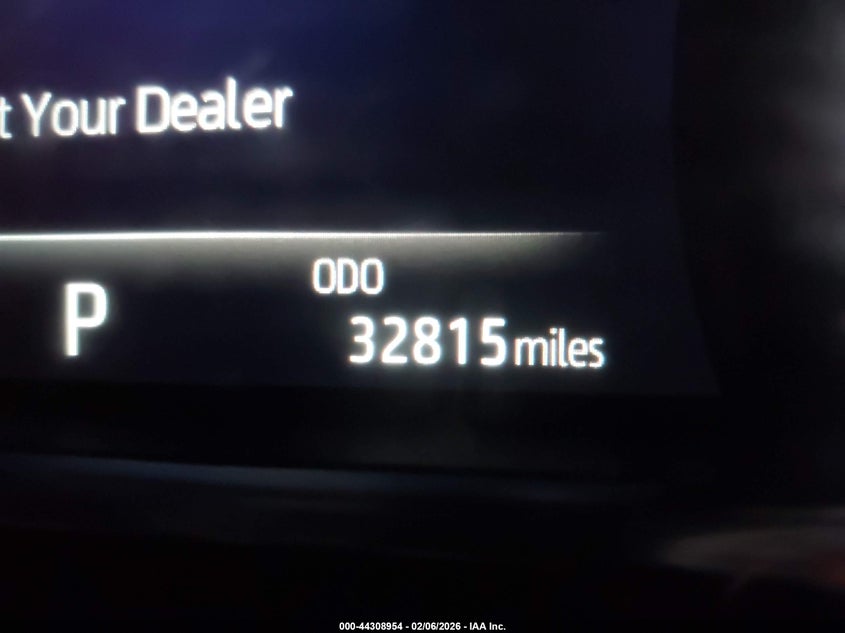 Your Dealer
ODO
P
32815 miles
000-44308954 - 02/06/2026 - IAA Inc.